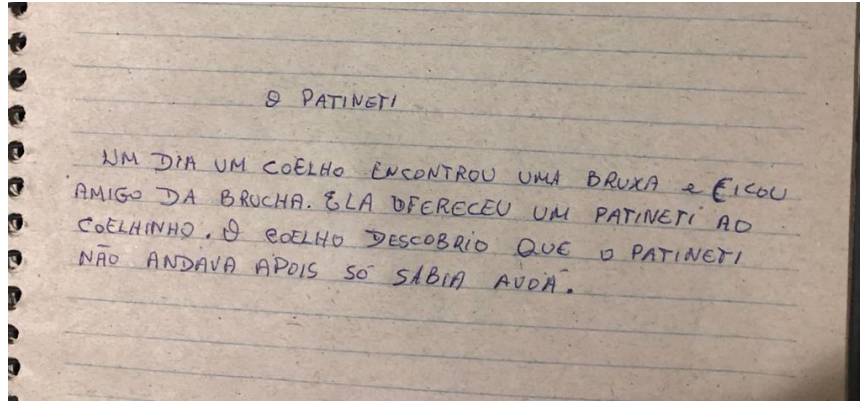 O PATINETI
UM DIA UM COELHO ENCONTROU UMA BRUXA e FICOU
AMIGO DA BRUCHA. ELA OFERECEU UM PATINETI AO
COELHINHO. O COELHO DESCOBRIO QUE O PATINETI
NÃO ANDAVA APOIS SÓ SABIA AVOÁ.